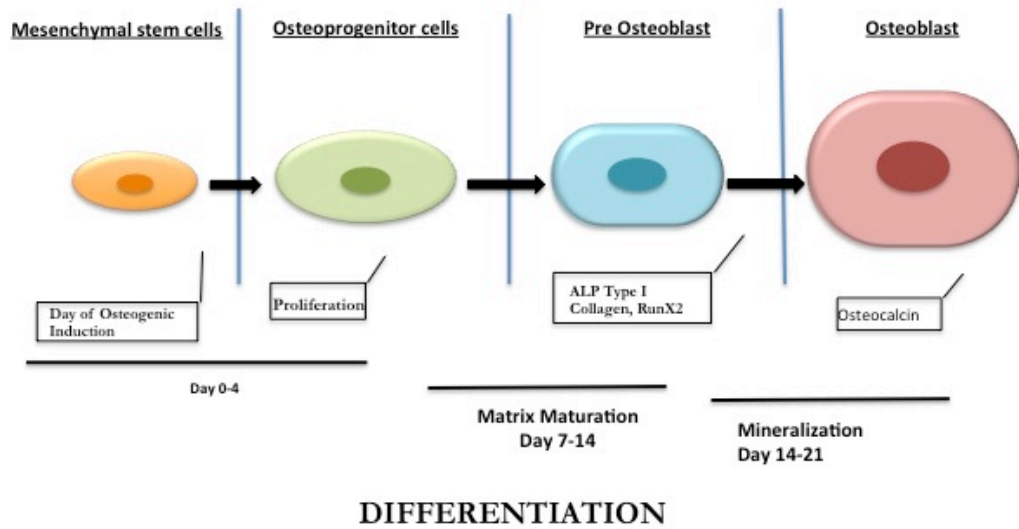 Mesenchymal stem cells
Osteoprogenitor cells
Pre Osteoblast
Osteoblast
Day of Osteogenic
Induction
Proliferation
ALP Type I
Collagen, RunX2
Osteocalcin
Day 0-4
Matrix Maturation
Day 7-14
Mineralization
Day 14-21
DIFFERENTIATION